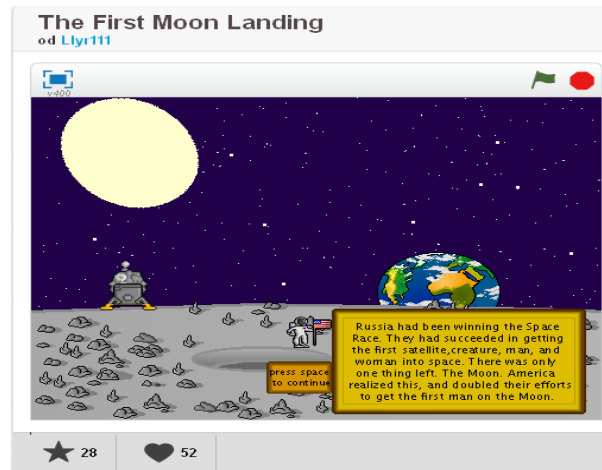 The First Moon Landing
od Llyr111
v400
Russia had been winning the Space
Race. They had succeeded in getting
the first satellite,creature, man, and
woman into space. There was only
one thing left. The Moon. America
realized this, and doubled their efforts
to get the first man on the Moon.
press space
to continue
28
52